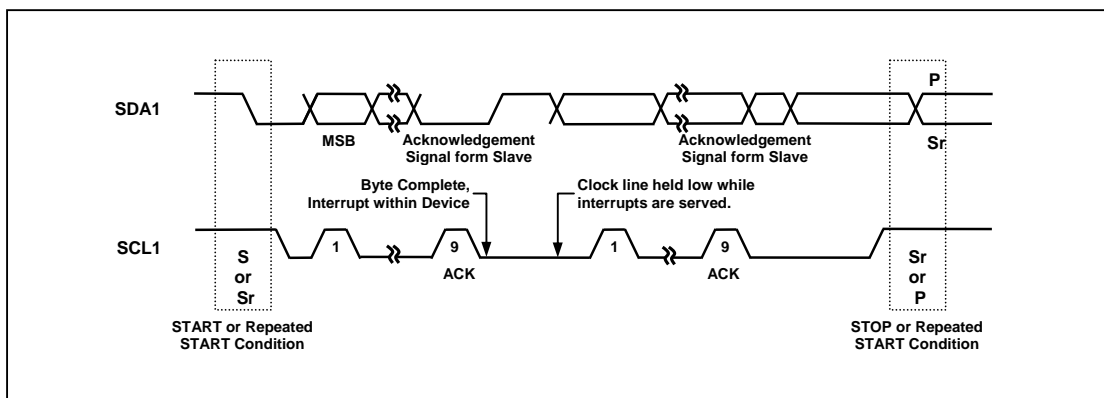 P
SDA1
MSB
Acknowledgement
Signal form Slave
Acknowledgement
Signal form Slave
Sr
Byte Complete,
Interrupt within Device
Clock line held low while
interrupts are served.
SCL1
1
9
1
9
ACK
ACK
S
or
Sr
Sr
or
P
START or Repeated
START Condition
STOP or Repeated
START Condition